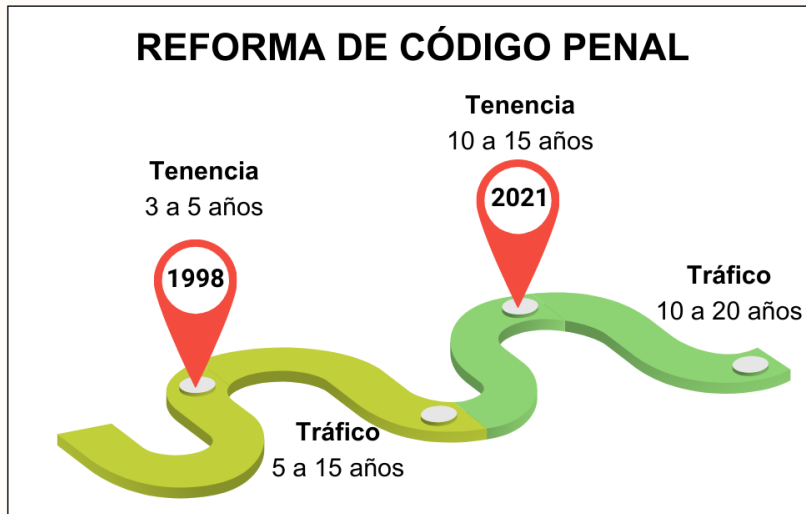 REFORMA DE CÓDIGO PENAL
Tenencia
3 a 5 años
1998
Tráfico
5 a 15 años
Tenencia
10 a 15 años
2021
Tráfico
10 a 20 años